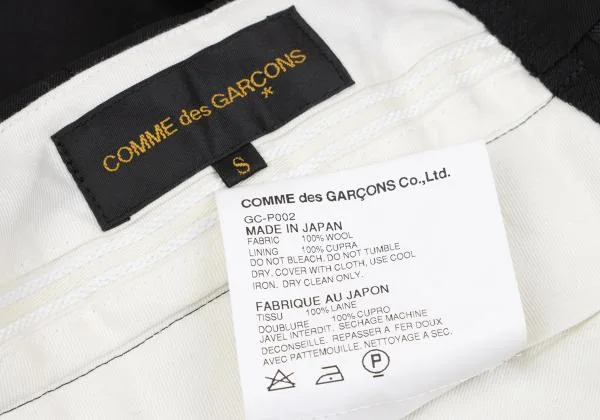 COMME des GARCONS
*
S
COMME des GARÇONS Co.,Ltd.
GC-P002
MADE IN JAPAN
FABRIC 100% WOOL
LINING 100% CUPRA
DO NOT BLEACH. DO NOT TUMBLE
DRY. COVER WITH CLOTH, USE COOL
IRON. DRY CLEAN ONLY.
FABRIQUE AU JAPON
TISSU 100% LAINE
DOUBLURE 100% CUPRO
JAVEL INTERDIT. SECHAGE MACHINE
DECONSEILLE. REPASSER A FER DOUX
AVEC PATTEMOUILLE. NETTOYAGE A SEC.
P